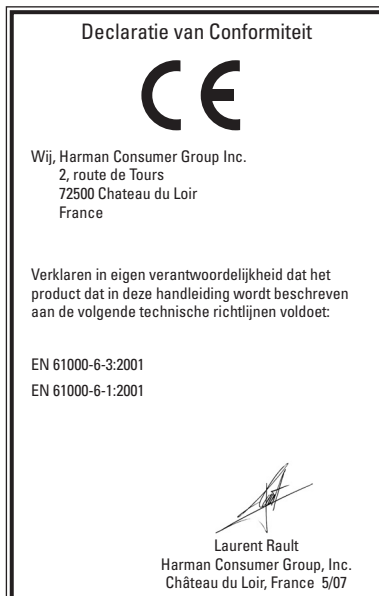 Declaratie van Conformiteit
CE
Wij, Harman Consumer Group Inc.
2, route de Tours
72500 Chateau du Loir
France
Verklaren in eigen verantwoordelijkheid dat het
product dat in deze handleiding wordt beschreven
aan de volgende technische richtlijnen voldoet:
EN 61000-6-3:2001
EN 61000-6-1:2001
Laurent Rault
Harman Consumer Group, Inc.
Château du Loir, France 5/07